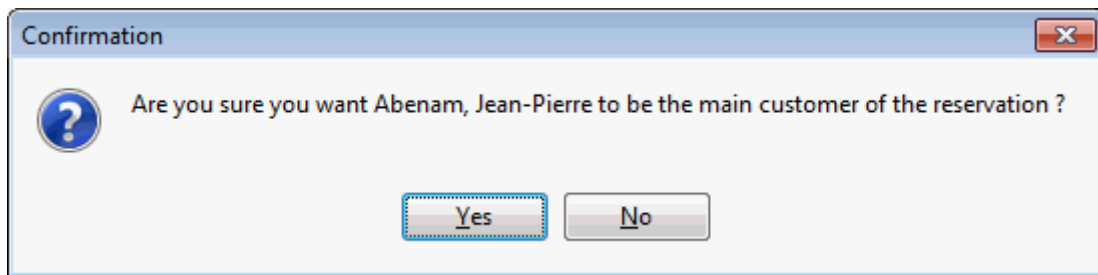 Confirmation
Are you sure you want Abenam, Jean-Pierre to be the main customer of the reservation ?
Yes No